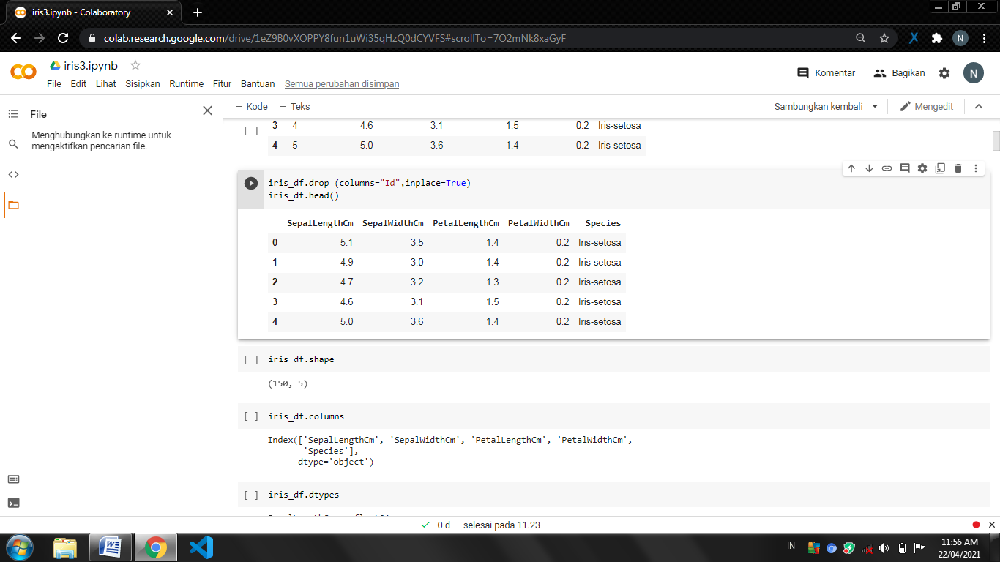 iris3.ipynb - Colaboratory
colab.research.google.com/drive/1eZ9B0vXOPPY8fun1uWi35qHzQ0dCYVFS#scrollTo=7O2mNk8xaGyF
N
iris3.ipynb
File Edit Lihat Sisipkan Runtime Fitur Bantuan Semua perubahan disimpan
Komentar Bagikan N
File
+ Kode + Teks
Sambungkan kembali Mengedit
Menghubungkan ke runtime untuk
mengaktifkan pencarian file.
[ ] 3 4 4.6 3.1 1.5 0.2 Iris-setosa
4 5 5.0 3.6 1.4 0.2 Iris-setosa
iris_df.drop (columns="Id",inplace=True)
iris_df.head()
SepalLengthCm SepalWidthCm PetalLengthCm PetalWidthCm Species
0 5.1 3.5 1.4 0.2 Iris-setosa
1 4.9 3.0 1.4 0.2 Iris-setosa
2 4.7 3.2 1.3 0.2 Iris-setosa
3 4.6 3.1 1.5 0.2 Iris-setosa
4 5.0 3.6 1.4 0.2 Iris-setosa
[ ] iris_df.shape
(150, 5)
[ ] iris_df.columns
Index(['SepalLengthCm', 'SepalWidthCm', 'PetalLengthCm', 'PetalWidthCm',
'Species'],
dtype='object')
[ ] iris_df.dtypes
0 d selesai pada 11.23
IN
11:56 AM
22/04/2021